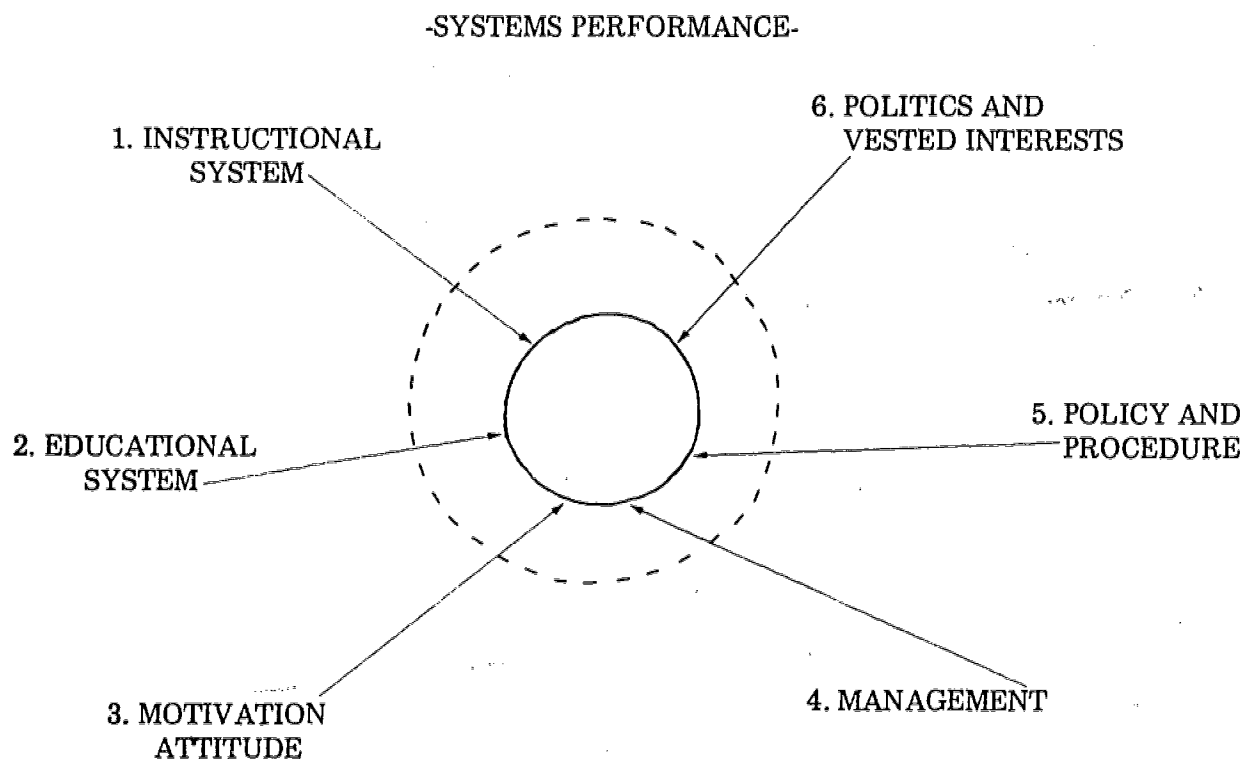 -SYSTEMS PERFORMANCE-
1. INSTRUCTIONAL
SYSTEM
2. EDUCATIONAL
SYSTEM
3. MOTIVATION
ATTITUDE
4. MANAGEMENT
5. POLICY AND
PROCEDURE
6. POLITICS AND
VESTED INTERESTS